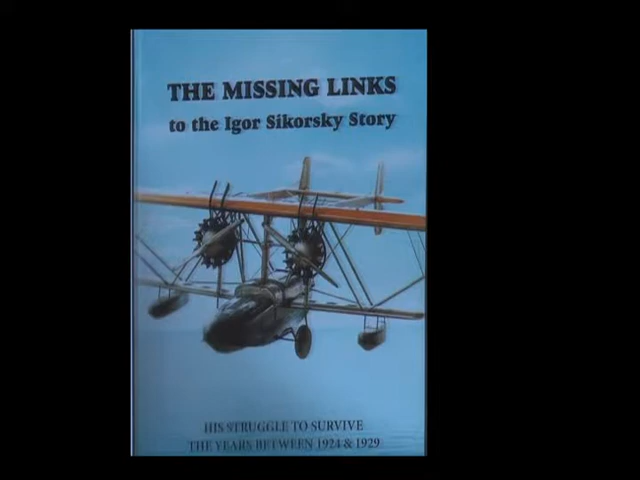 THE MISSING LINKS
to the Igor Sikorsky Story
HIS STRUGGLE TO SURVIVE
THE YEARS BETWEEN 1924 & 1929